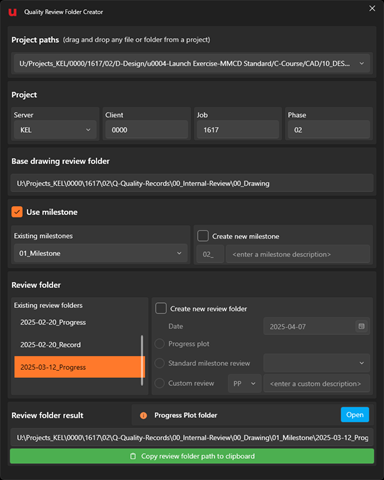 Quality Review Folder Creator
Project paths (drag and drop any file or folder from a project)
U:/Projects_KEL/0000/1617/02/D-Design/u0004-Launch Exercise-MMCD Standard/C-Course/CAD/10_DES...
Project
Server Client Job Phase
KEL 0000 1617 02
Base drawing review folder
U:\Projects_KEL\0000\1617\02\Q-Quality-Records\00_Internal-Review\00_Drawing
Use milestone
Existing milestones
01_Milestone
Create new milestone
02_ <enter a milestone description>
Review folder
Existing review folders
2025-02-20_Progress
2025-02-20_Record
2025-03-12_Progress
Create new review folder
Date 2025-04-07
Progress plot
Standard milestone review
Custom review PP <enter a custom description>
Review folder result
Progress Plot folder
Open
U:\Projects_KEL\0000\1617\02\Q-Quality-Records\00_Internal-Review\00_Drawing\01_Milestone\2025-03-12_Prog
Copy review folder path to clipboard